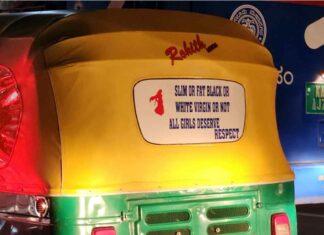 Rohith
SLIM OR FAT BLACK OR
WHITE VIRGIN OR NOT
ALL GIRLS DESERVE
RESPECT